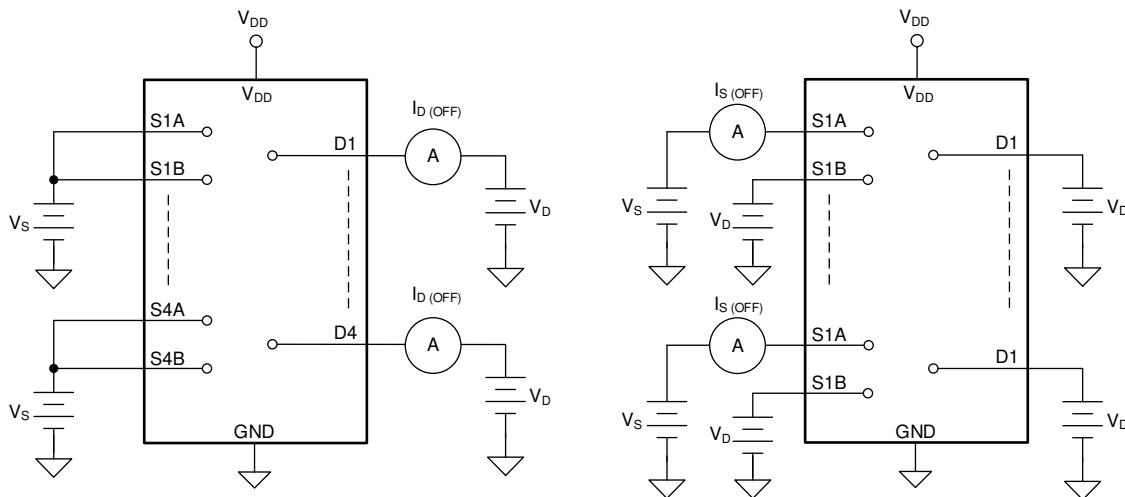 VDD
VDD
S1A
S1B
VS
D1
ID (OFF)
A
VD
S4A
S4B
VS
D4
ID (OFF)
A
VD
GND
VDD
VDD
IS (OFF)
A
S1A
S1B
VS
VD
D1
VD
IS (OFF)
A
S1A
S1B
VS
VD
D1
VD
GND